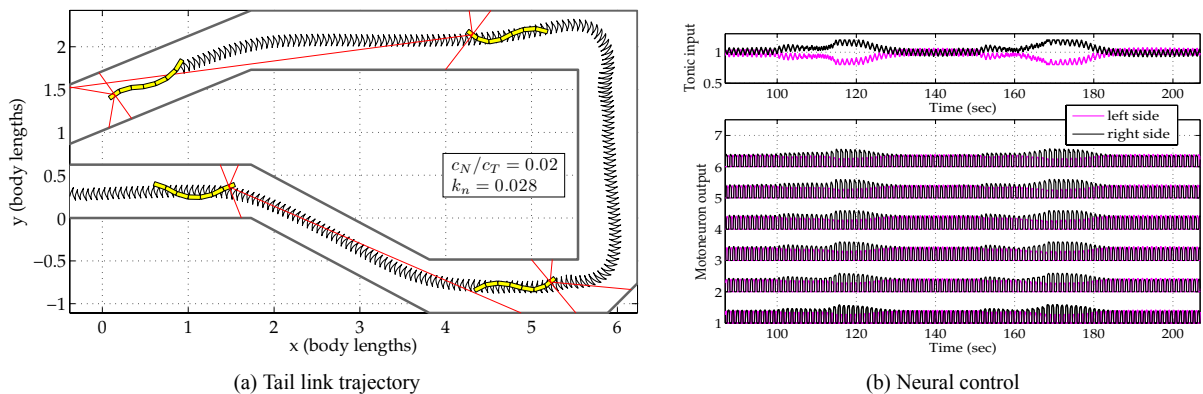 2
1.5
1
0.5
0
−0.5
−1
y (body lengths)
0 1 2 3 4 5 6
x (body lengths)
c_N/c_T = 0.02
k_n = 0.028
(a) Tail link trajectory
Tonic input
1
0.5
100 120 140 160 180 200
Time (sec)
left side
right side
Motoneuron output
7
6
5
4
3
2
1
100 120 140 160 180 200
Time (sec)
(b) Neural control